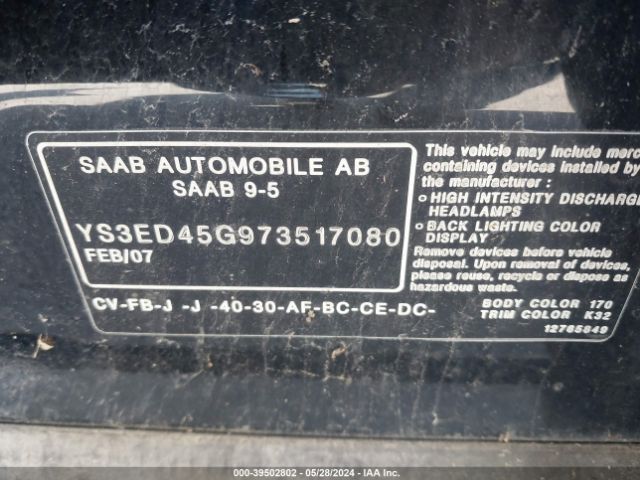 SAAB AUTOMOBILE AB
SAAB 9-5
YS3ED45G973517080
FEB/07
CV-FB-J -J -40-30-AF-BC-CE-DC-
This vehicle may include merc
containing devices installed by
the manufacturer :
o HIGH INTENSITY DISCHARGE
HEADLAMPS
o BACK LIGHTING COLOR
DISPLAY
Remove devices before vehicle
disposal. Upon removal of devices,
please reuse, recycle or dispose as
hazardous waste.
BODY COLOR 170
TRIM COLOR K32
12785849
000-39502802 - 05/28/2024 - IAA Inc.